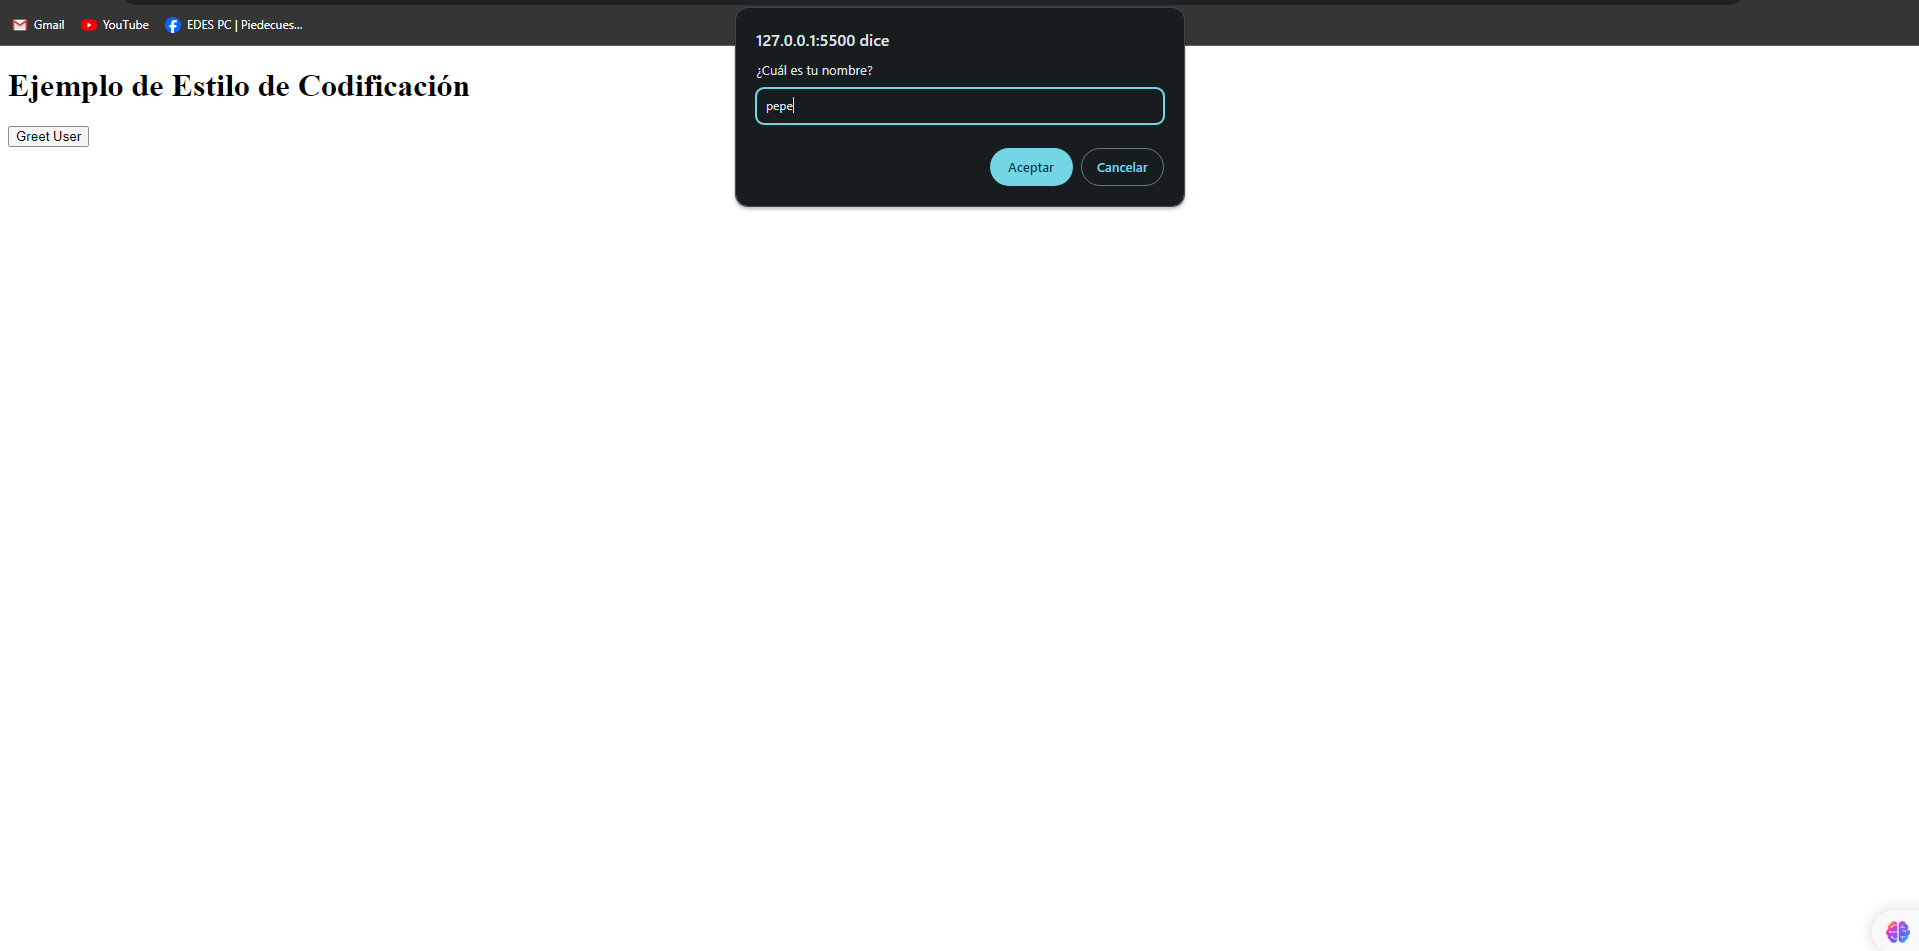 Gmail YouTube EDES PC | Piedecues...
127.0.0.1:5500 dice
¿Cuál es tu nombre?
pepe
Aceptar Cancelar
Ejemplo de Estilo de Codificación
Greet User